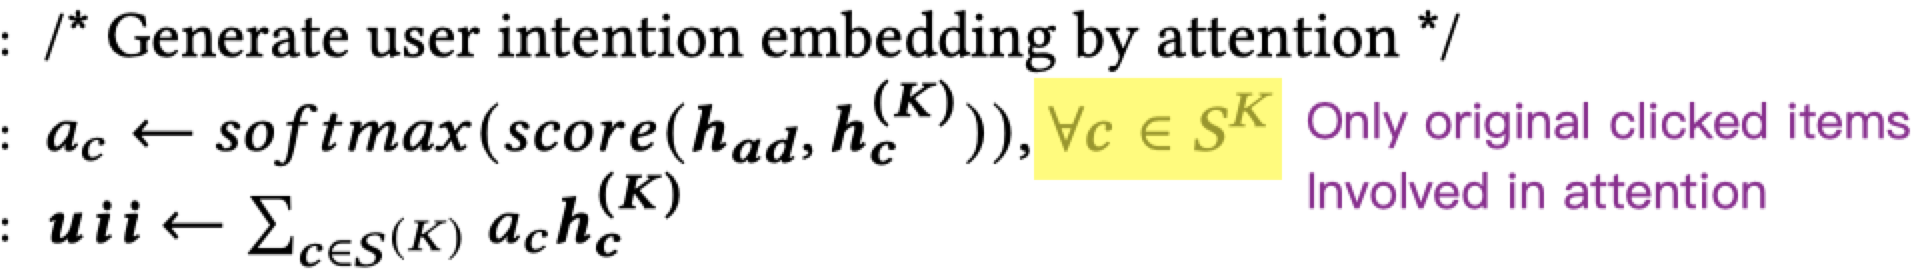 : /* Generate user intention embedding by attention */
: a_c ← softmax(score(h_ad, h_c^(K))), ∀c ∈ S^K Only original clicked items
Involved in attention
: uii ← ∑_{c∈S^(K)} a_c h_c^(K)